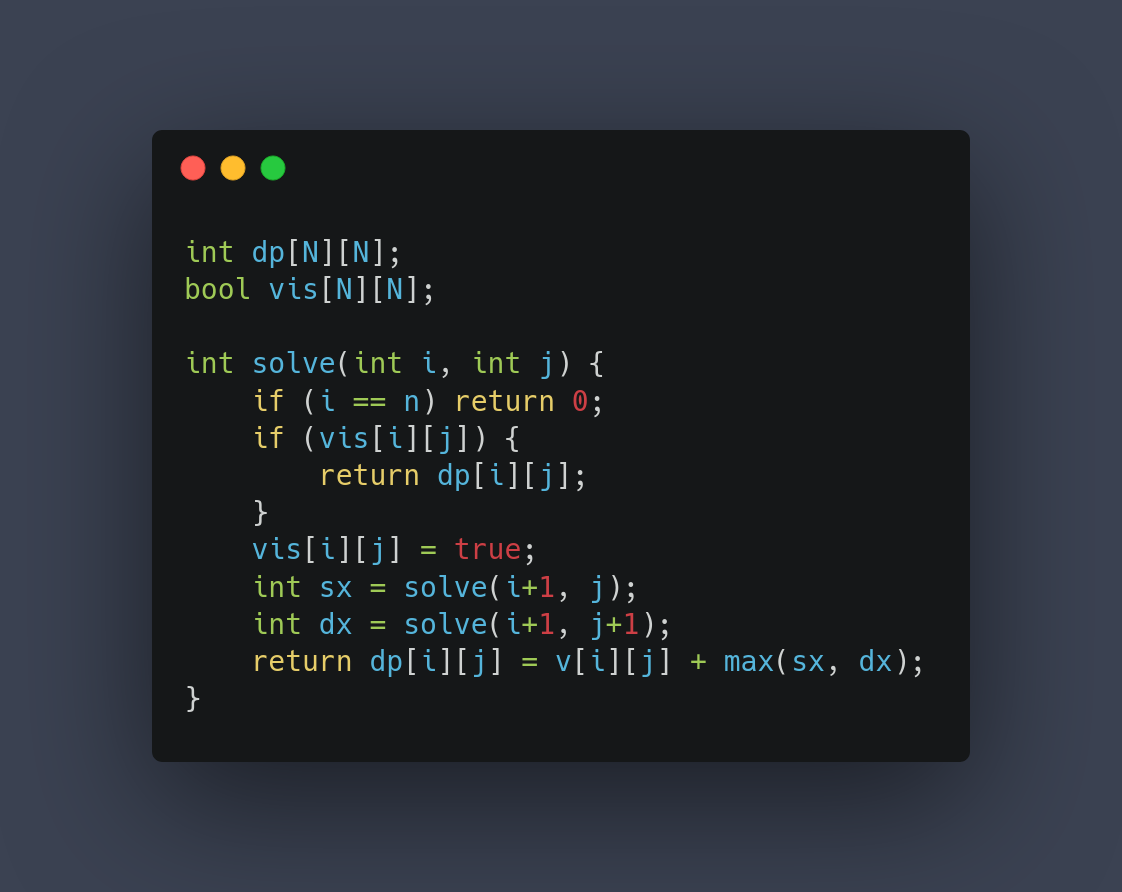 int dp[N][N];
bool vis[N][N];

int solve(int i, int j) {
    if (i == n) return 0;
    if (vis[i][j]) {
        return dp[i][j];
    }
    vis[i][j] = true;
    int sx = solve(i+1, j);
    int dx = solve(i+1, j+1);
    return dp[i][j] = v[i][j] + max(sx, dx);
}